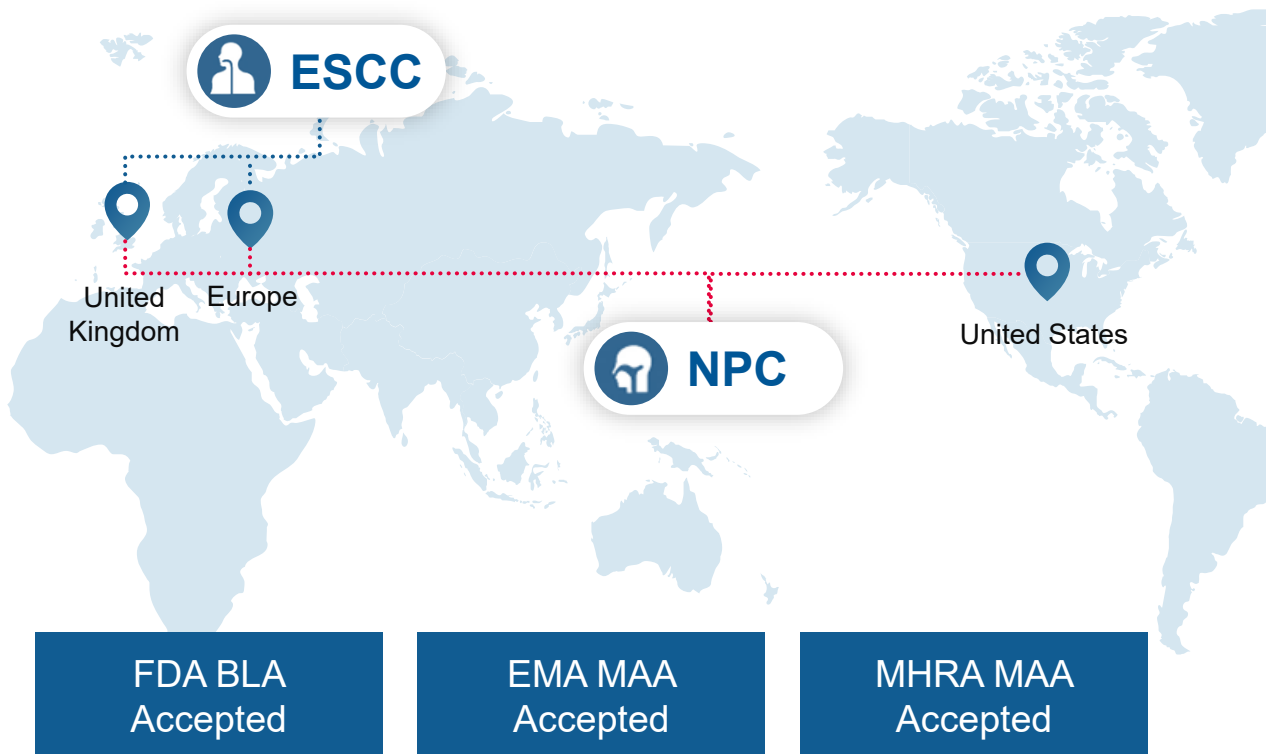 ESCC
United
Kingdom
Europe
United States
NPC
FDA BLA
Accepted
EMA MAA
Accepted
MHRA MAA
Accepted